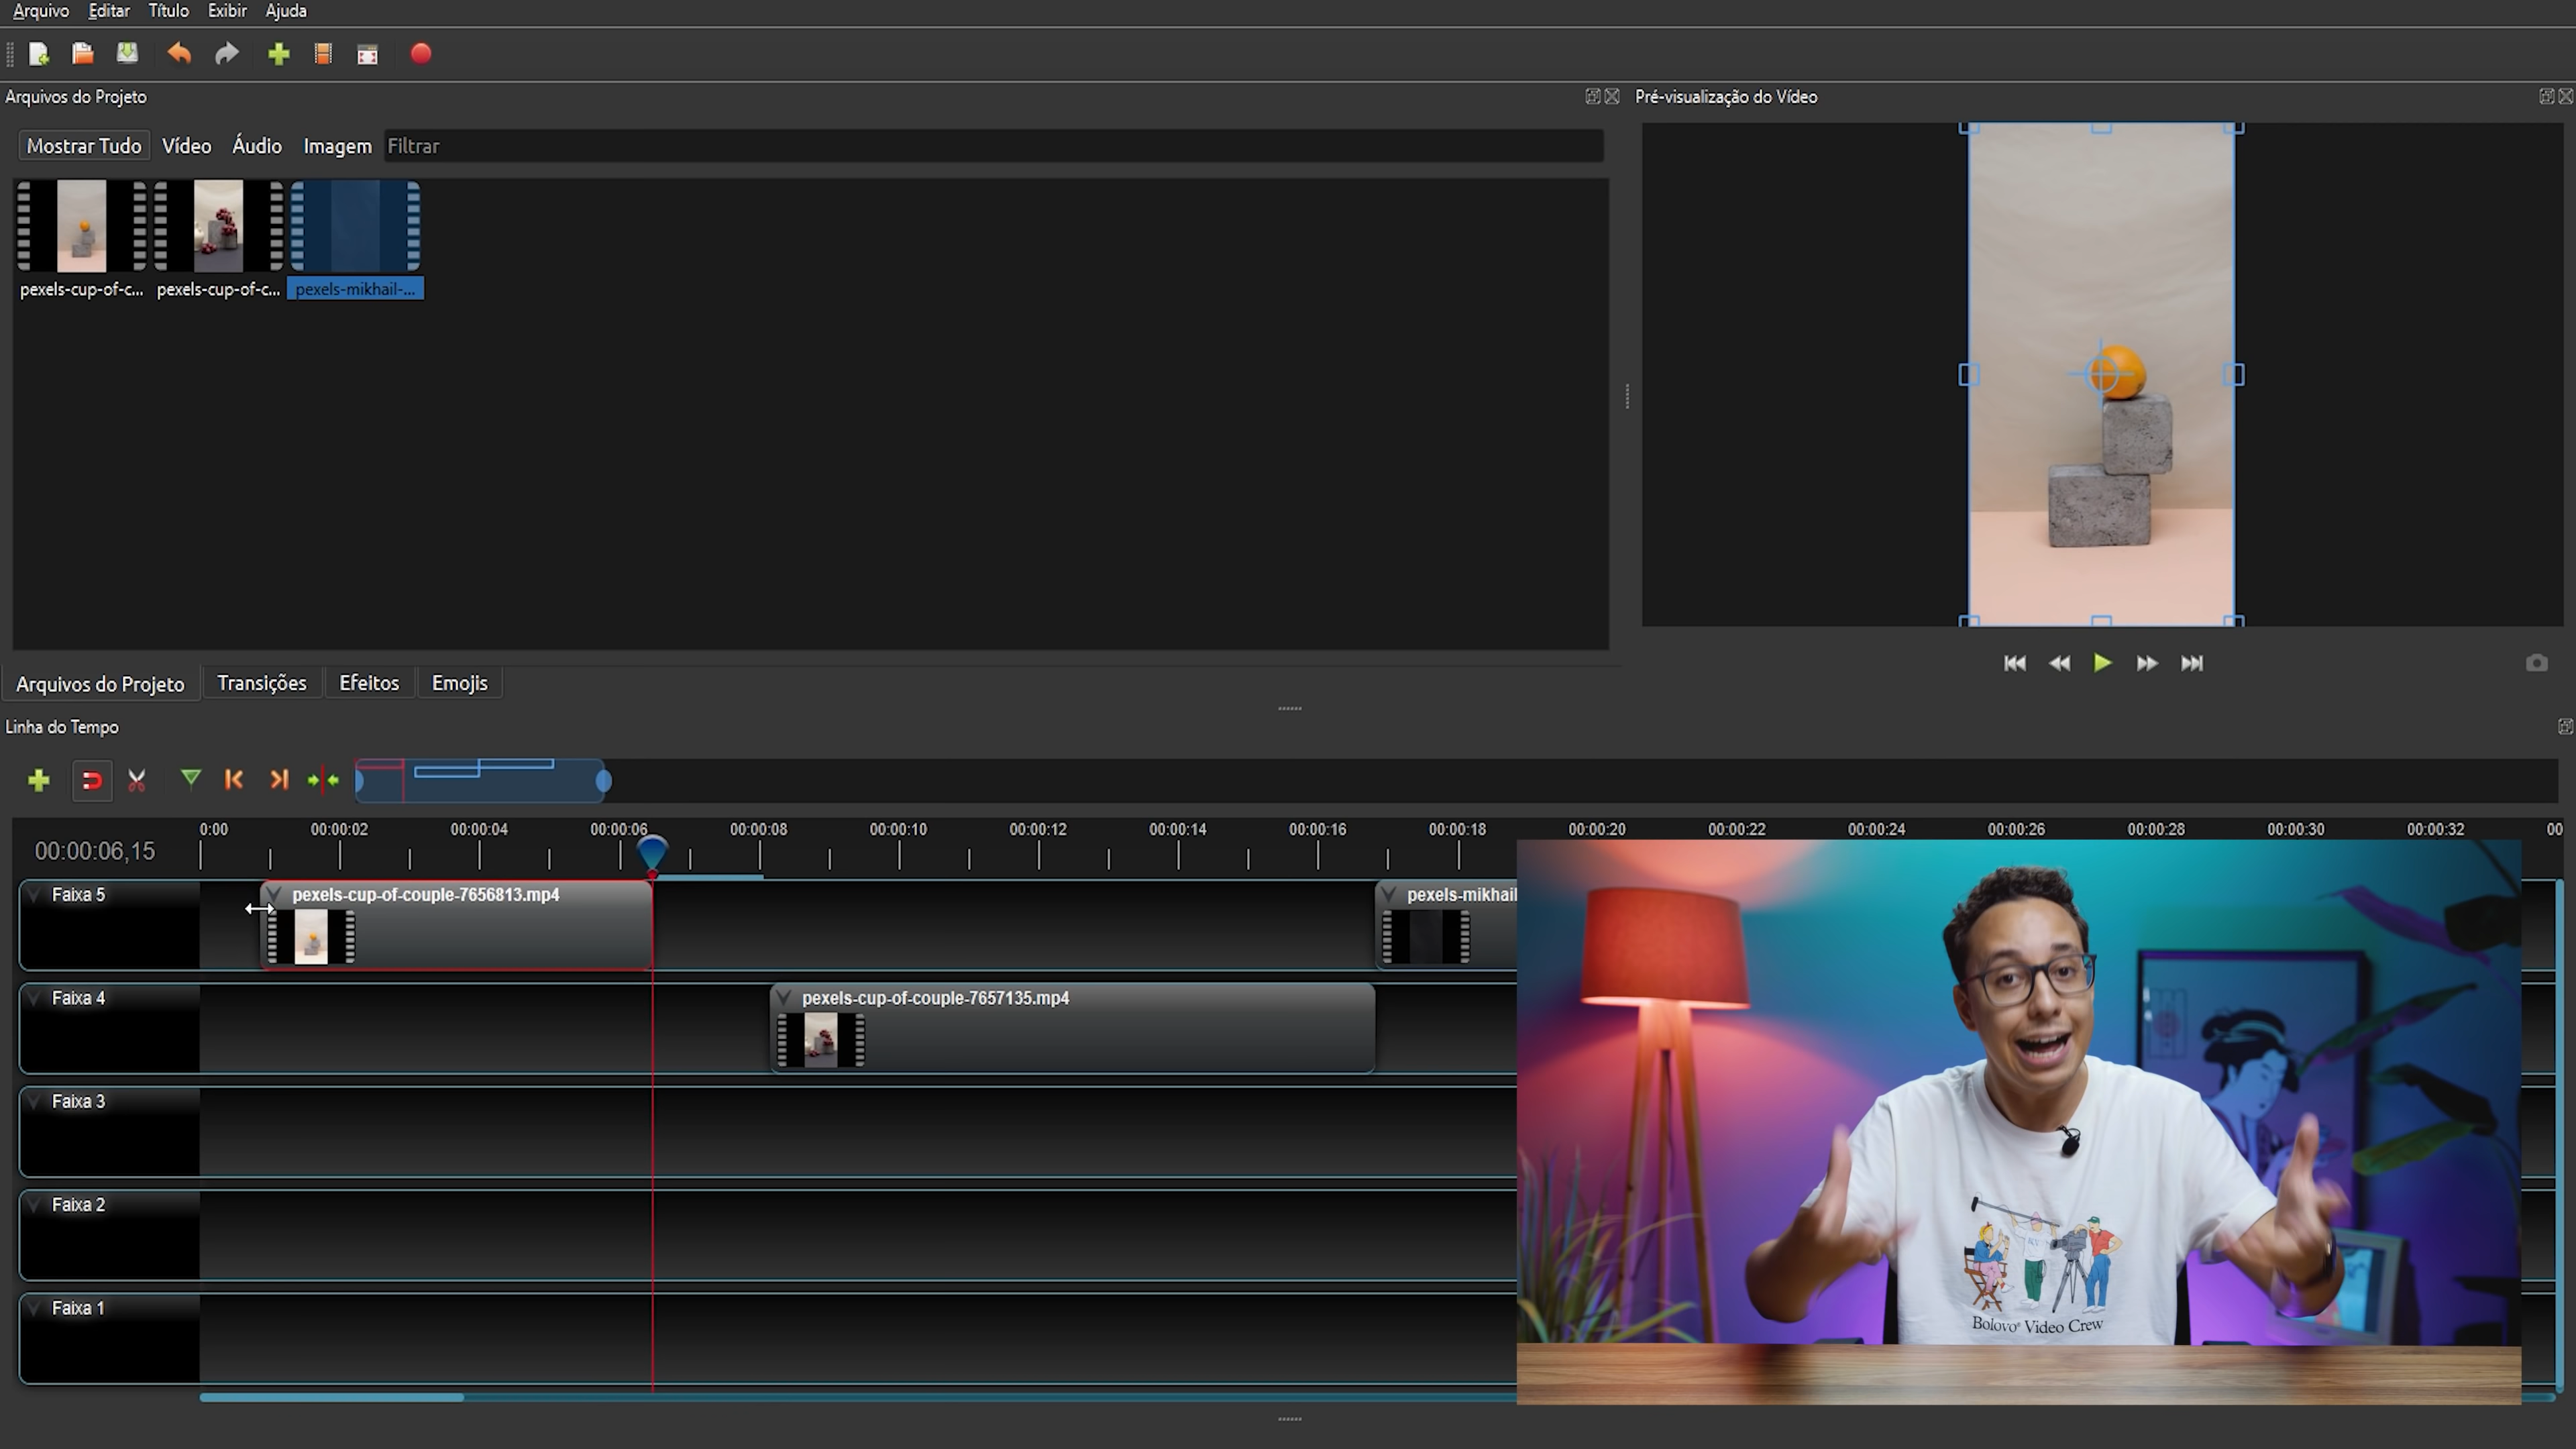 Arquivo Editar Título Exibir Ajuda
Arquivos do Projeto
Pré-visualização do Vídeo
Mostrar Tudo Vídeo Áudio Imagem Filtrar
pexels-cup-of-c... pexels-cup-of-c... pexels-mikhail-...
Arquivos do Projeto Transições Efeitos Emojis
Linha do Tempo
0:00 00:00:02 00:00:04 00:00:06 00:00:08 00:00:10 00:00:12 00:00:14 00:00:16 00:00:18 00:00:20 00:00:22 00:00:24 00:00:26 00:00:28 00:00:30 00:00:32 00
00:00:06,15
Faixa 5 pexels-cup-of-couple-7656813.mp4 pexels-mikhail
Faixa 4 pexels-cup-of-couple-7657135.mp4
Faixa 3
Faixa 2
Faixa 1
Bolovo® Video Crew